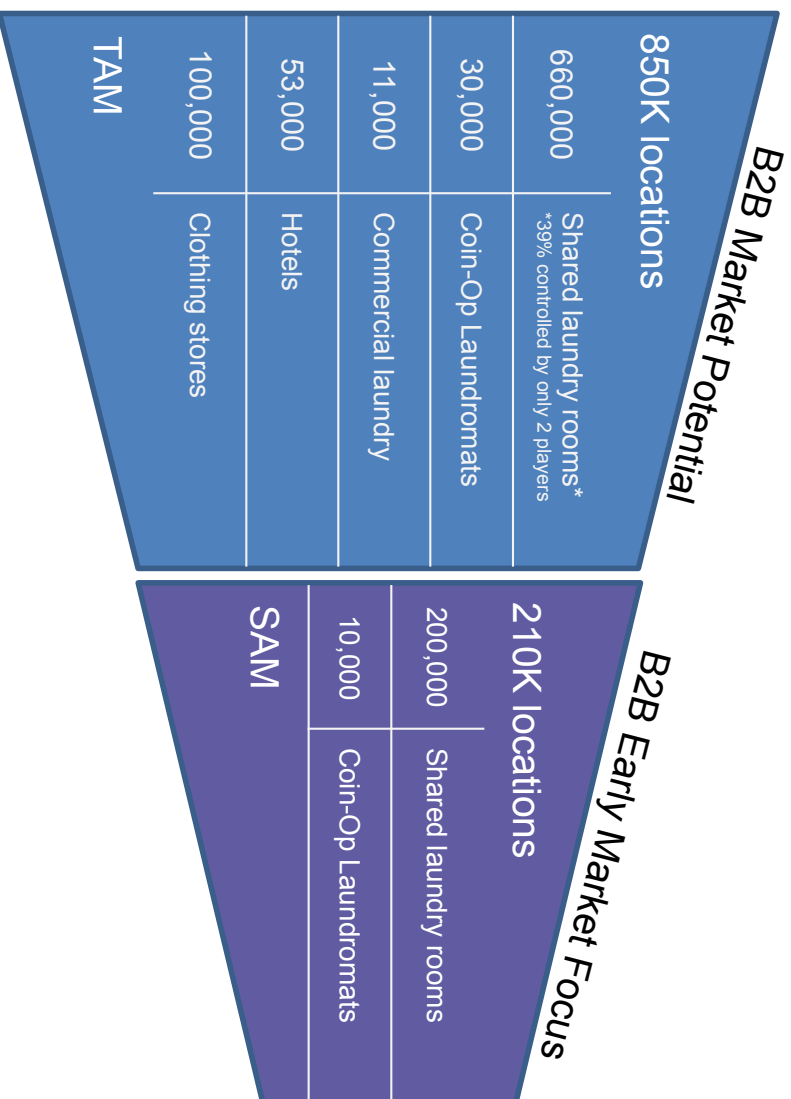 B2B Market Potential
850K locations
660,000 Shared laundry rooms*
*39% controlled by only 2 players
30,000 Coin-Op Laundromats
11,000 Commercial laundry
53,000 Hotels
100,000 Clothing stores
TAM
B2B Early Market Focus
210K locations
200,000 Shared laundry rooms
10,000 Coin-Op Laundromats
SAM